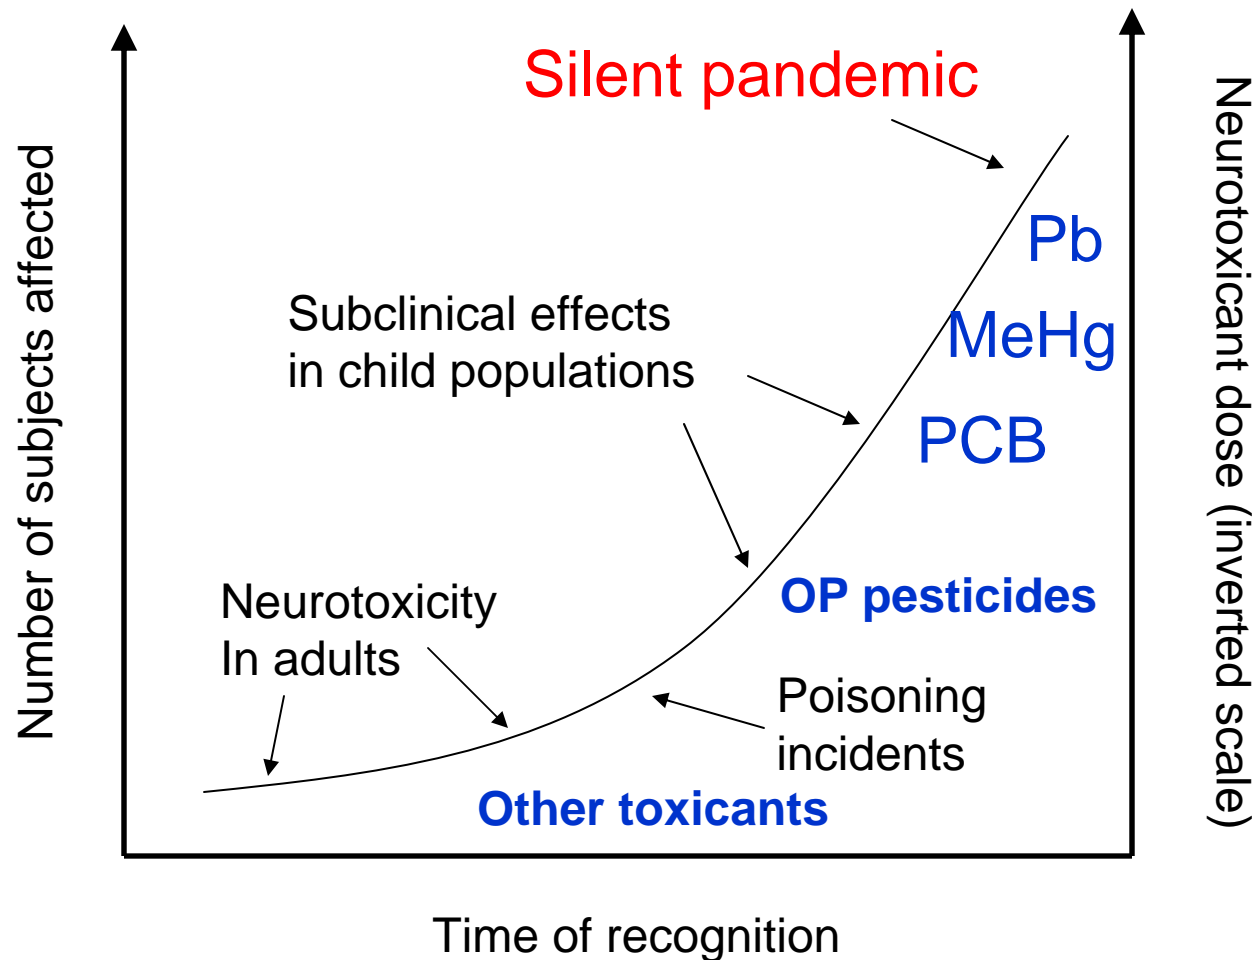 Silent pandemic
Number of subjects affected
Neurotoxicant dose (inverted scale)
Pb
Subclinical effects
in child populations
MeHg
PCB
Neurotoxicity
In adults
OP pesticides
Poisoning
incidents
Other toxicants
Time of recognition